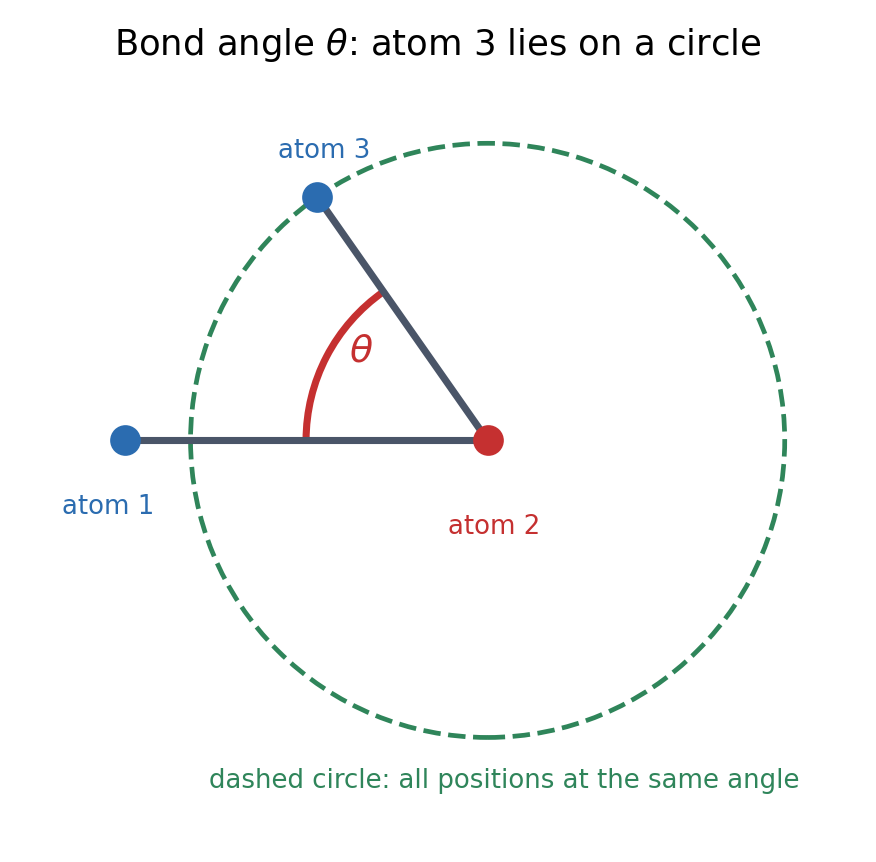 Bond angle θ: atom 3 lies on a circle
atom 3
θ
atom 1
atom 2
dashed circle: all positions at the same angle